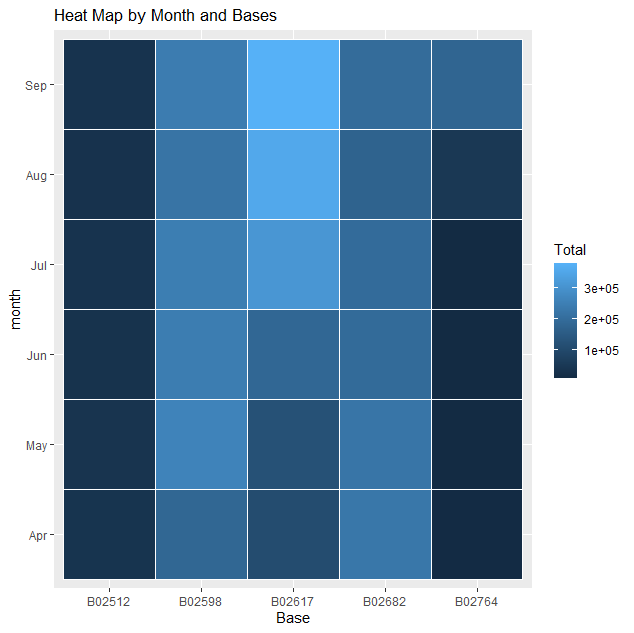 Heat Map by Month and Bases
month
Sep
Aug
Jul
Jun
May
Apr
B02512 B02598 B02617 B02682 B02764
Base
Total
3e+05
2e+05
1e+05